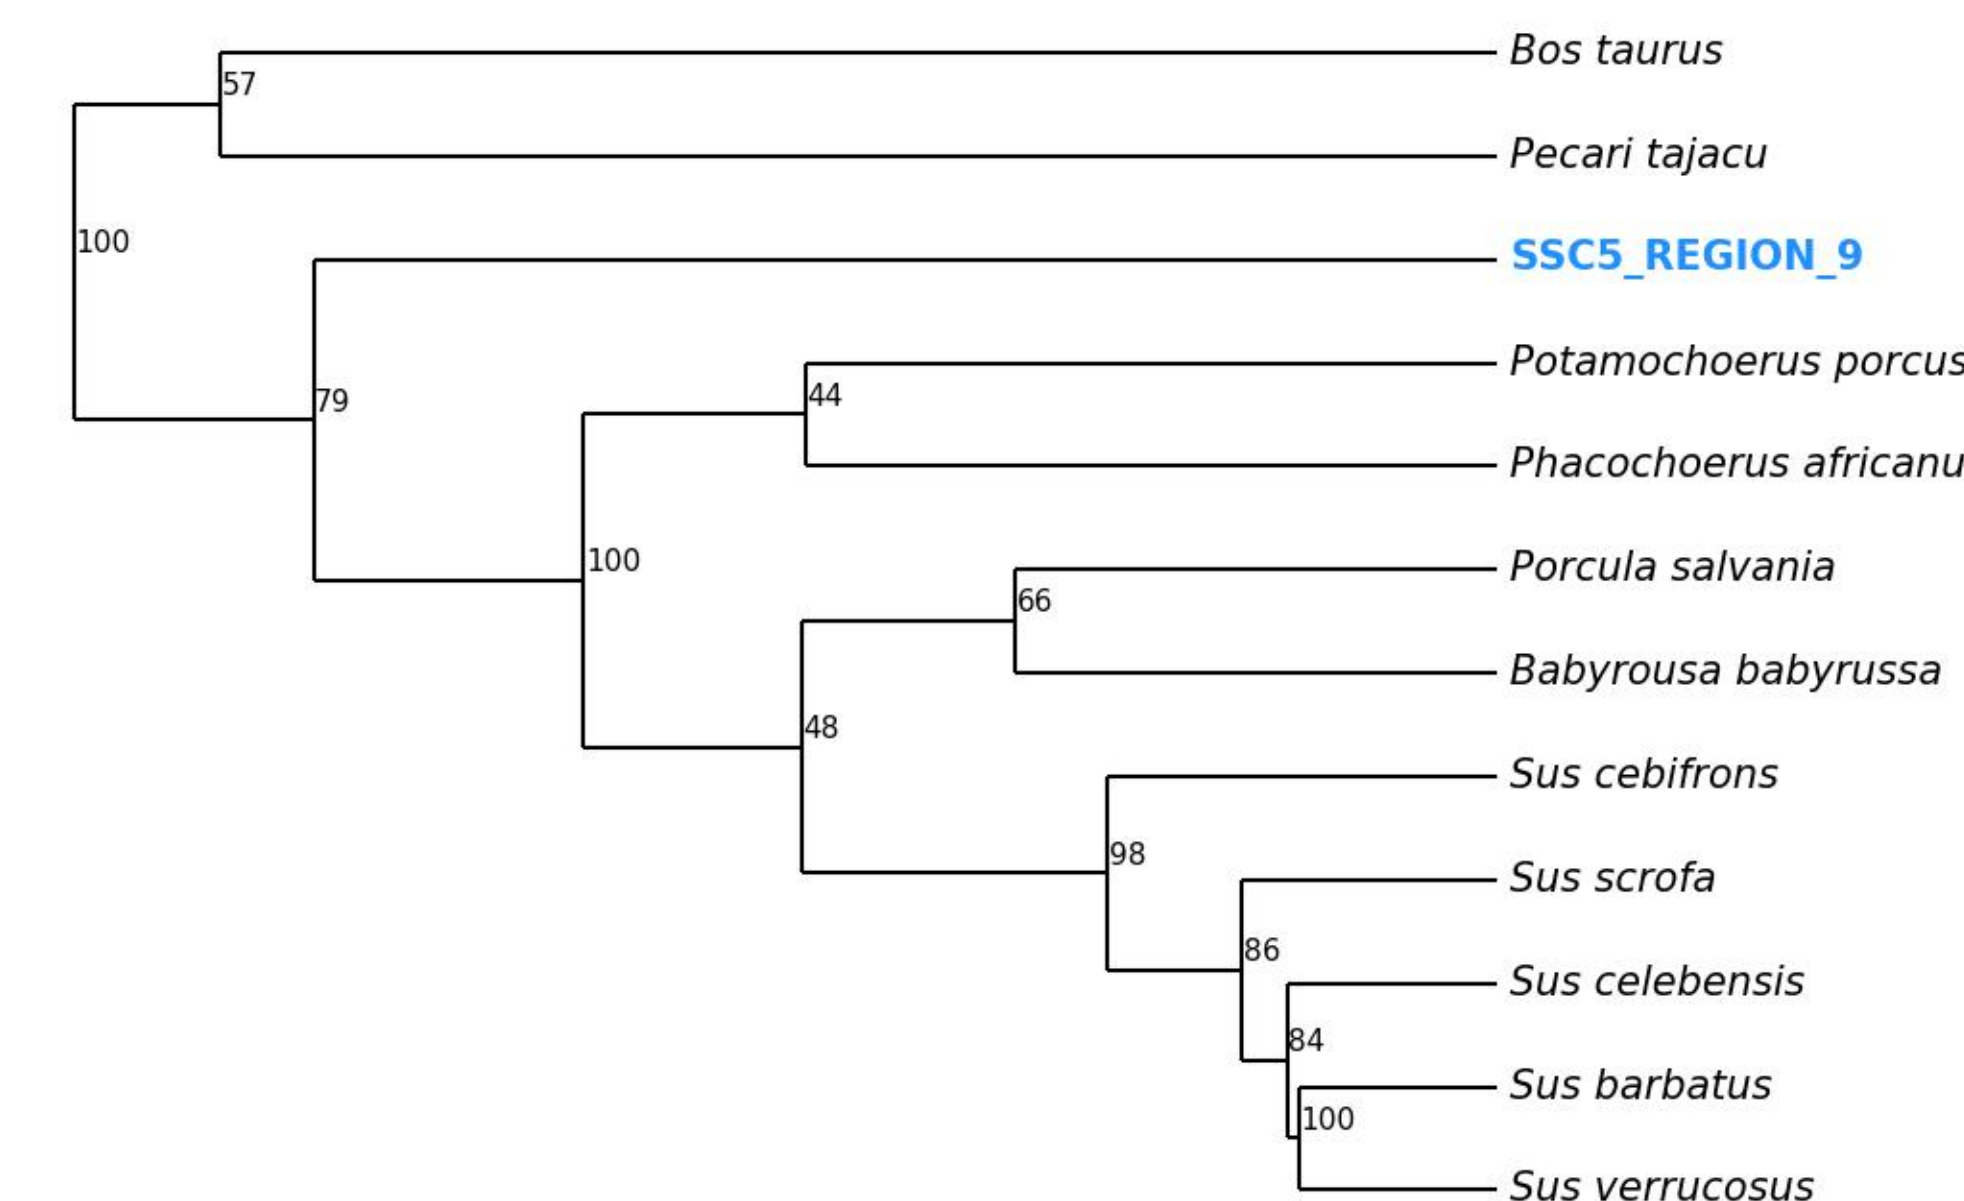 Bos taurus
57
Pecari tajacu
100
SSC5_REGION_9
Potamochoerus porcus
79
44
Phacochoerus africanu
100
Porcula salvania
66
Babyrousa babyrussa
48
Sus cebifrons
98
Sus scrofa
86
Sus celebensis
84
Sus barbatus
100
Sus verrucosus